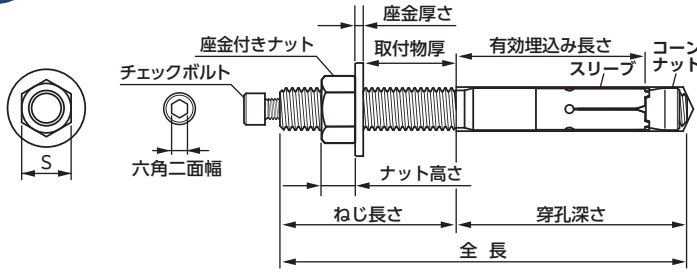 座金厚さ
座金付きナット
取付物厚
有効埋込み長さ
コーン
ナット
チェックボルト
スリーブ
S
六角二面幅
ナット高さ
ねじ長さ
穿孔深さ
全 長